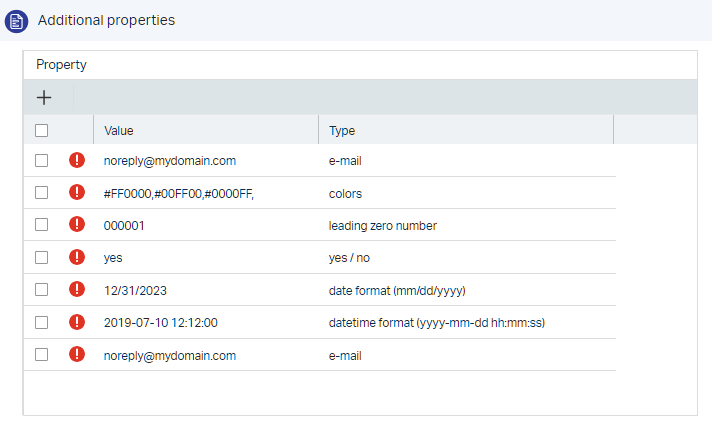 Additional properties
Property
Value Type
noreply@mydomain.com e-mail
#FF0000,#00FF00,#0000FF, colors
000001 leading zero number
yes yes / no
12/31/2023 date format (mm/dd/yyyy)
2019-07-10 12:12:00 datetime format (yyyy-mm-dd hh:mm:ss)
noreply@mydomain.com e-mail